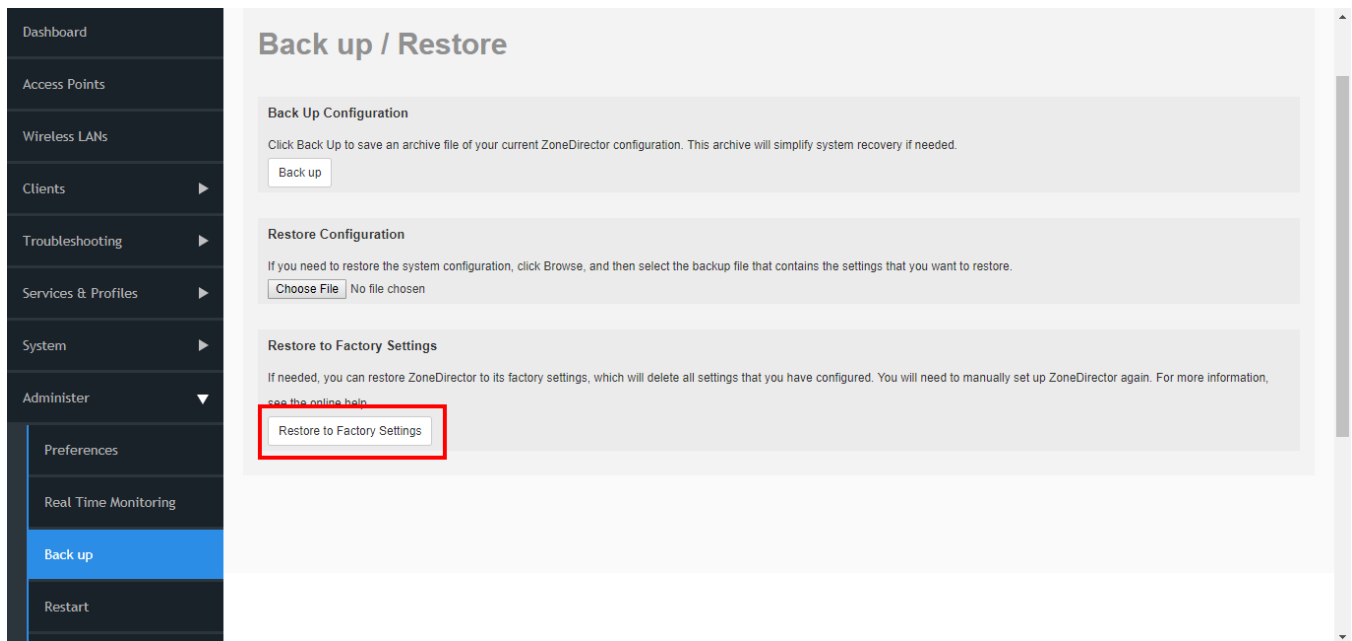 Dashboard
Access Points
Wireless LANs
Clients
Troubleshooting
Services & Profiles
System
Administer
Preferences
Real Time Monitoring
Back up
Restart
Back up / Restore
Back Up Configuration
Click Back Up to save an archive file of your current ZoneDirector configuration. This archive will simplify system recovery if needed.
Back up
Restore Configuration
If you need to restore the system configuration, click Browse, and then select the backup file that contains the settings that you want to restore.
Choose File No file chosen
Restore to Factory Settings
If needed, you can restore ZoneDirector to its factory settings, which will delete all settings that you have configured. You will need to manually set up ZoneDirector again. For more information,
see the online help.
Restore to Factory Settings